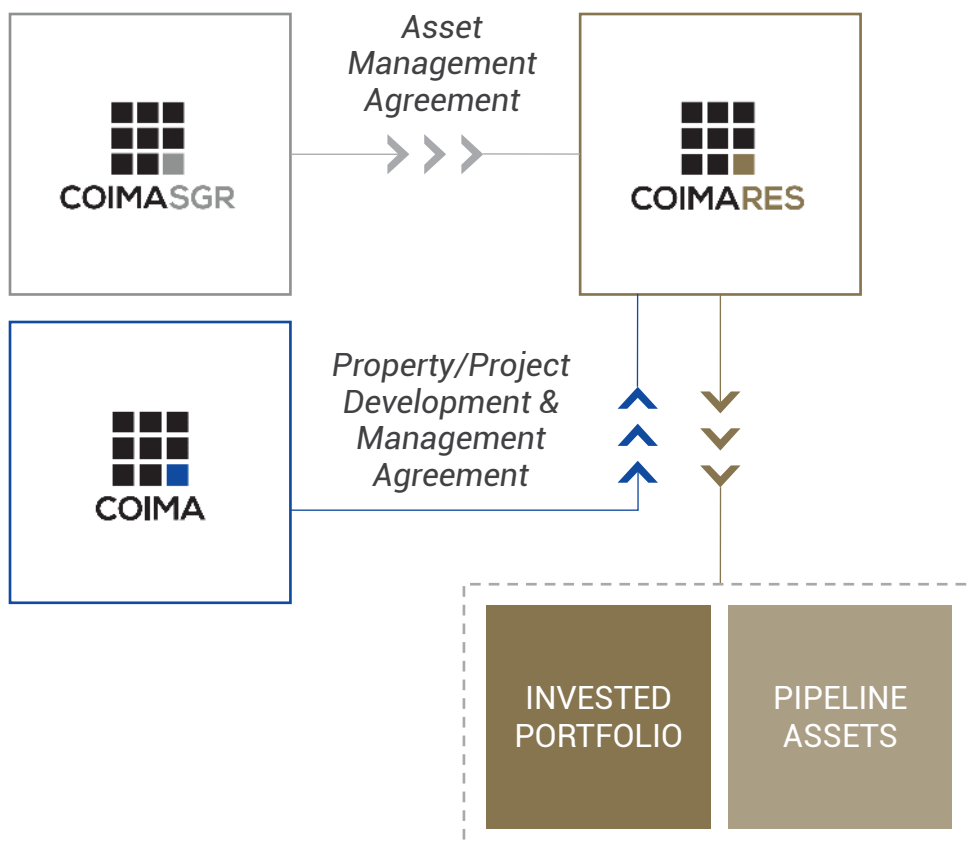 Asset
Management
Agreement
COIMASGR
COIMARES
Property/Project
Development &
Management
Agreement
COIMA
INVESTED
PORTFOLIO
PIPELINE
ASSETS